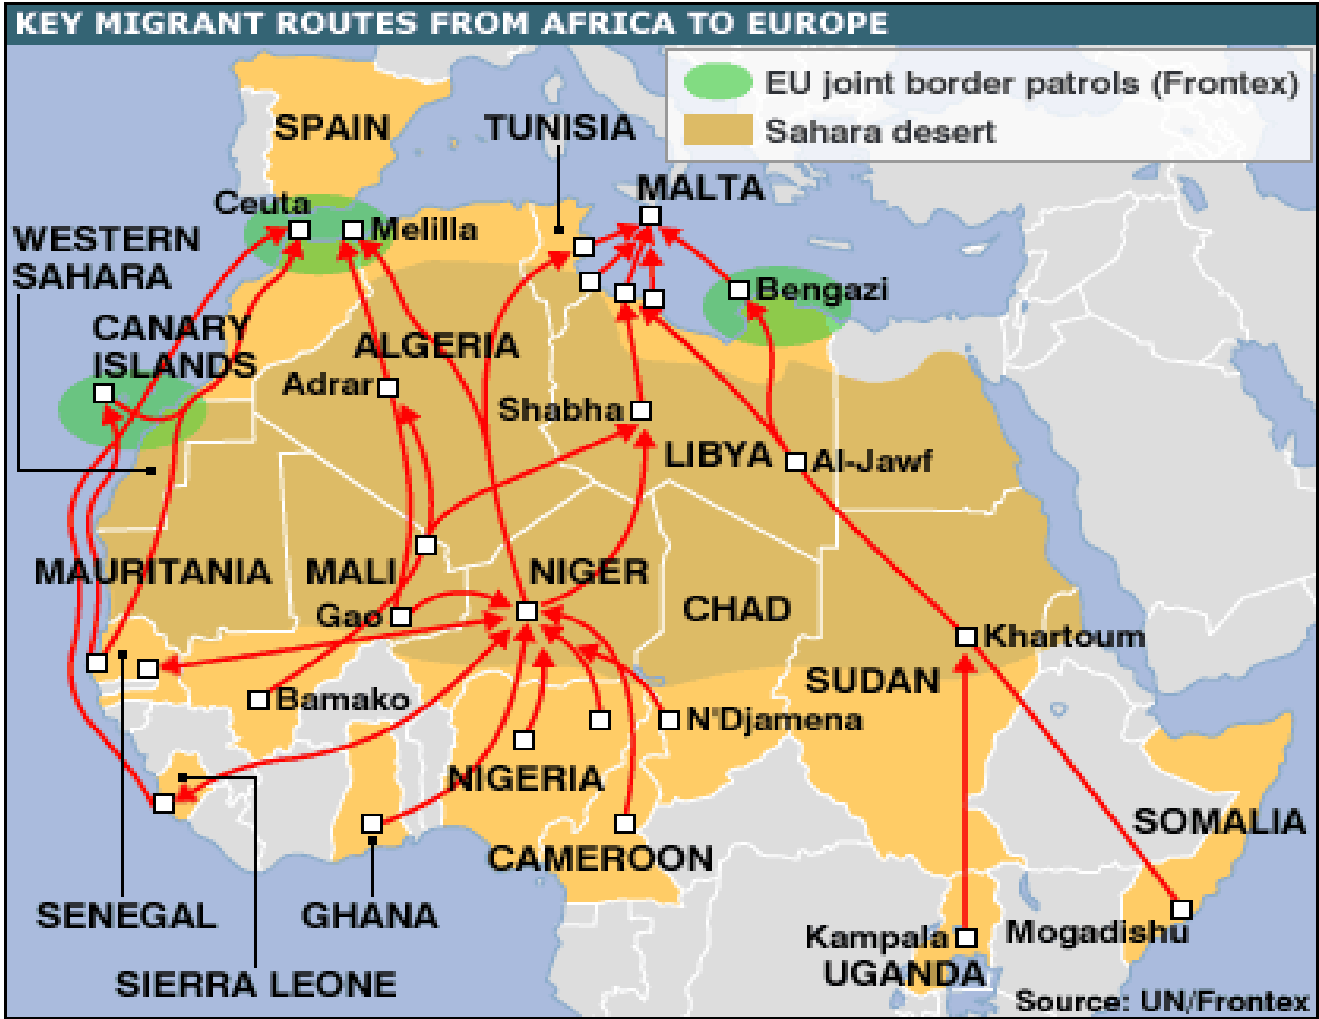 KEY MIGRANT ROUTES FROM AFRICA TO EUROPE
EU joint border patrols (Frontex)
Sahara desert
SPAIN
TUNISIA
MALTA
Ceuta
Melilla
WESTERN
SAHARA
Bengazi
CANARY
ISLANDS
ALGERIA
Adrar
Shabha
LIBYA
Al-Jawf
MAURITANIA
MALI
NIGER
CHAD
Gao
Khartoum
SUDAN
Bamako
N'Djamena
NIGERIA
SOMALIA
CAMEROON
SENEGAL
GHANA
Kampala
Mogadishu
UGANDA
SIERRA LEONE
Source: UN/Frontex